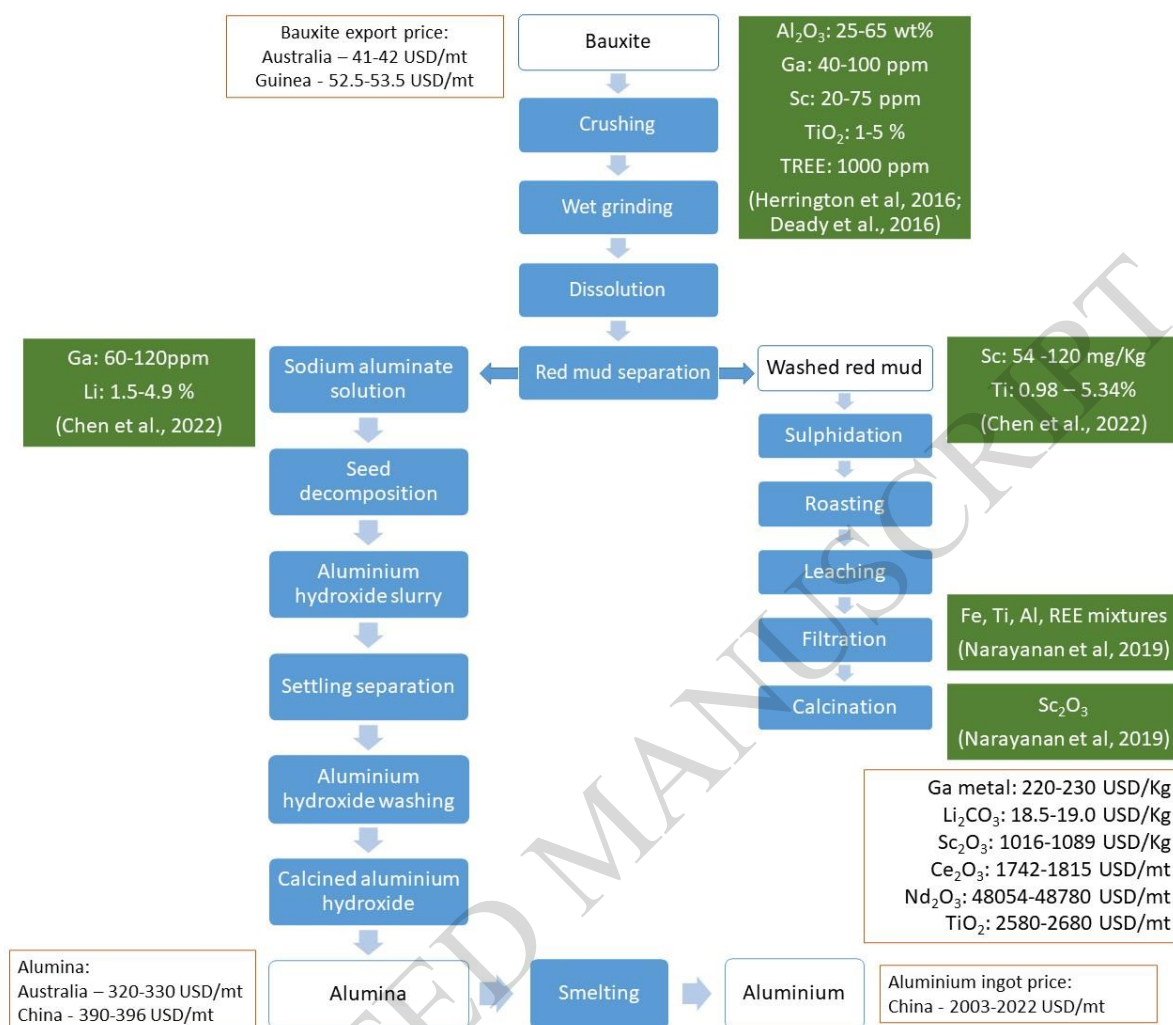 Bauxite export price:
Australia – 41-42 USD/mt
Guinea - 52.5-53.5 USD/mt
Bauxite
Al₂O₃: 25-65 wt%
Ga: 40-100 ppm
Sc: 20-75 ppm
TiO₂: 1-5 %
TREE: 1000 ppm
(Herrington et al, 2016;
Deady et al., 2016)
Crushing
Wet grinding
Dissolution
Red mud separation
Ga: 60-120ppm
Li: 1.5-4.9 %
(Chen et al., 2022)
Sodium aluminate
solution
Seed
decomposition
Aluminium
hydroxide slurry
Settling separation
Aluminium
hydroxide washing
Calcined aluminium
hydroxide
Washed red mud
Sc: 54 -120 mg/Kg
Ti: 0.98 – 5.34%
(Chen et al., 2022)
Sulphidation
Roasting
Leaching
Filtration
Fe, Ti, Al, REE mixtures
(Narayanan et al, 2019)
Calcination
Sc₂O₃
(Narayanan et al, 2019)
Ga metal: 220-230 USD/Kg
Li₂CO₃: 18.5-19.0 USD/Kg
Sc₂O₃: 1016-1089 USD/Kg
Ce₂O₃: 1742-1815 USD/mt
Nd₂O₃: 48054-48780 USD/mt
TiO₂: 2580-2680 USD/mt
Alumina:
Australia – 320-330 USD/mt
China - 390-396 USD/mt
Alumina
Smelting
Aluminium
Aluminium ingot price:
China - 2003-2022 USD/mt
TED MANUSCRIPT